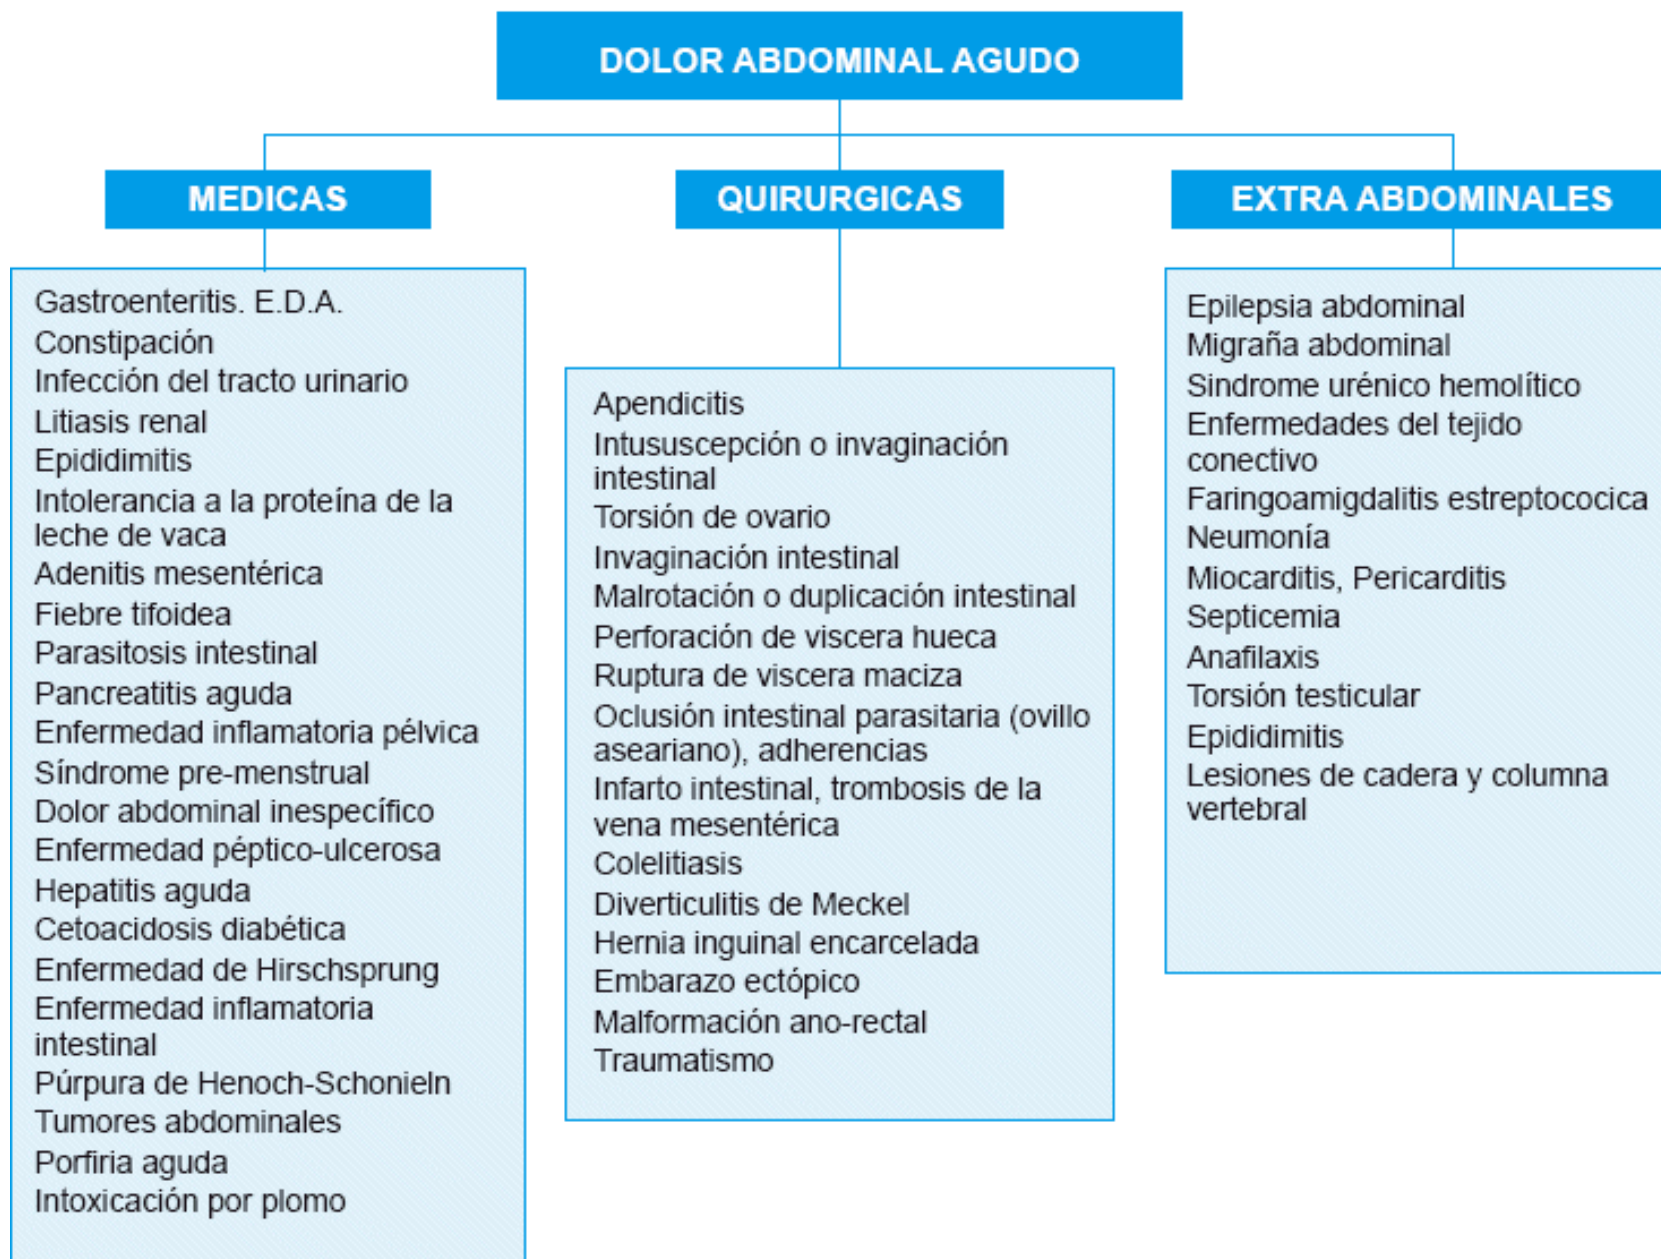 DOLOR ABDOMINAL AGUDO
MEDICAS
Gastroenteritis. E.D.A.
Constipación
Infección del tracto urinario
Litiasis renal
Epididimitis
Intolerancia a la proteína de la
leche de vaca
Adenitis mesentérica
Fiebre tifoidea
Parasitosis intestinal
Pancreatitis aguda
Enfermedad inflamatoria pélvica
Síndrome pre-menstrual
Dolor abdominal inespecífico
Enfermedad péptico-ulcerosa
Hepatitis aguda
Cetoacidosis diabética
Enfermedad de Hirschsprung
Enfermedad inflamatoria
intestinal
Púrpura de Henoch-Schonieln
Tumores abdominales
Porfiria aguda
Intoxicación por plomo
QUIRURGICAS
Apendicitis
Intususcepción o invaginación
intestinal
Torsión de ovario
Invaginación intestinal
Malrotación o duplicación intestinal
Perforación de viscera hueca
Ruptura de viscera maciza
Oclusión intestinal parasitaria (ovillo
aseariano), adherencias
Infarto intestinal, trombosis de la
vena mesentérica
Colelitiasis
Diverticulitis de Meckel
Hernia inguinal encarcelada
Embarazo ectópico
Malformación ano-rectal
Traumatismo
EXTRA ABDOMINALES
Epilepsia abdominal
Migraña abdominal
Sindrome urénico hemolítico
Enfermedades del tejido
conectivo
Faringoamigdalitis estreptococica
Neumonía
Miocarditis, Pericarditis
Septicemia
Anafilaxis
Torsión testicular
Epididimitis
Lesiones de cadera y columna
vertebral